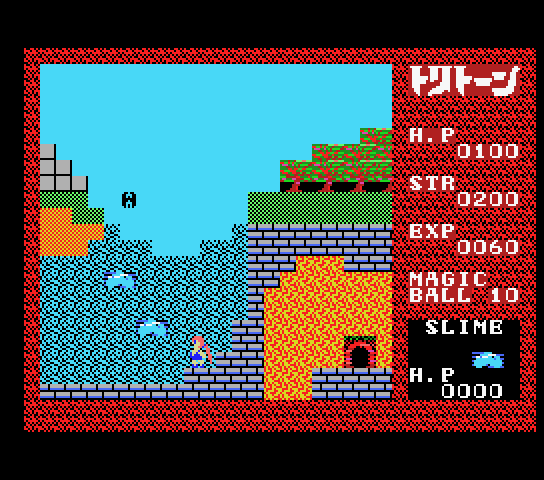 トリトーン
H.P
0100
STR
0200
EXP
0060
MAGIC
BALL 10
SLIME
H.P
0000